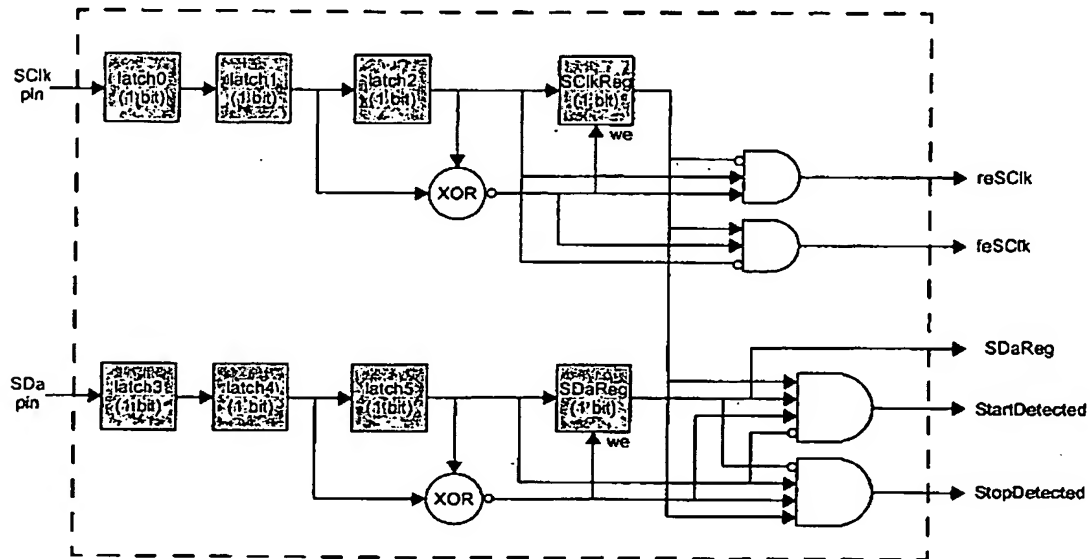 SClk
pin
latch0
(1 bit)
latch1
(1 bit)
latch2
(1 bit)
SClkReg
(1 bit)
we
XOR
reSClk
feSClk
SDa
pin
latch3
(1 bit)
latch4
(1 bit)
latch5
(1 bit)
SDaReg
(1 bit)
we
XOR
SDaReg
StartDetected
StopDetected